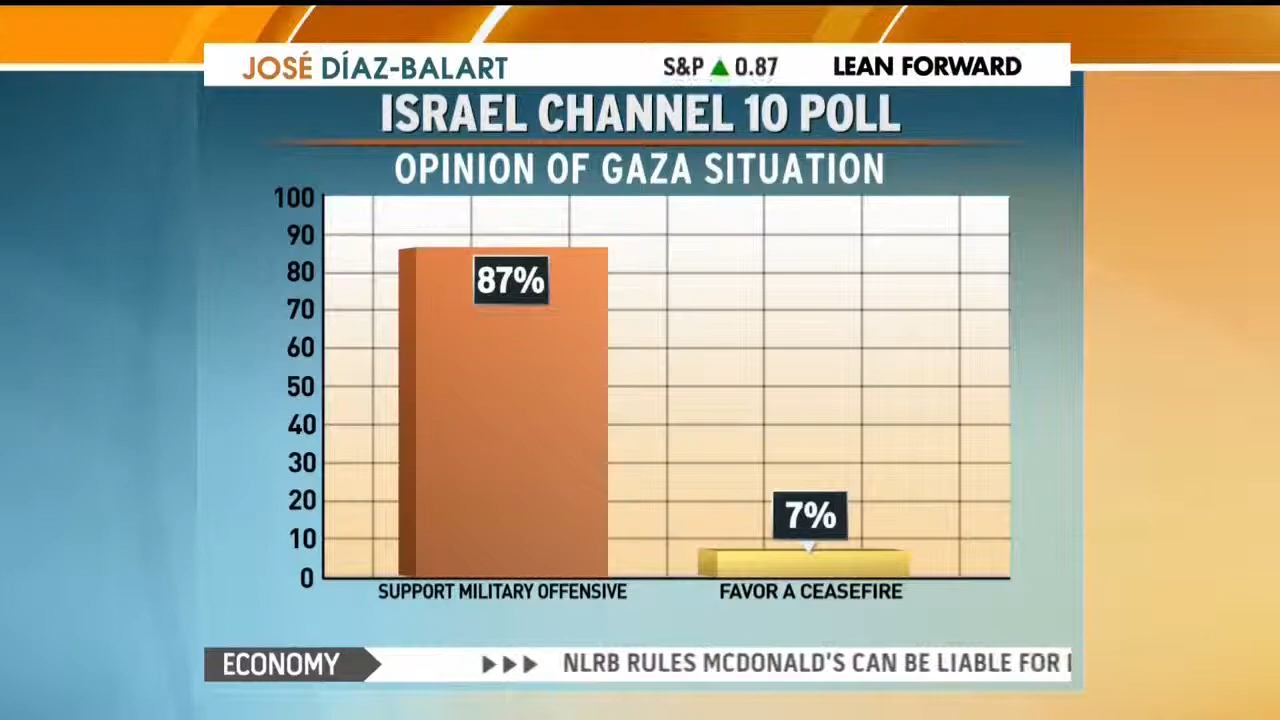 JOSÉ DÍAZ-BALART S&P ▲ 0.87 LEAN FORWARD
ISRAEL CHANNEL 10 POLL
OPINION OF GAZA SITUATION
100
90
80
70
60
50
40
30
20
10
0
87%
7%
SUPPORT MILITARY OFFENSIVE FAVOR A CEASEFIRE
ECONOMY ▶▶▶ NLRB RULES MCDONALD'S CAN BE LIABLE FOR